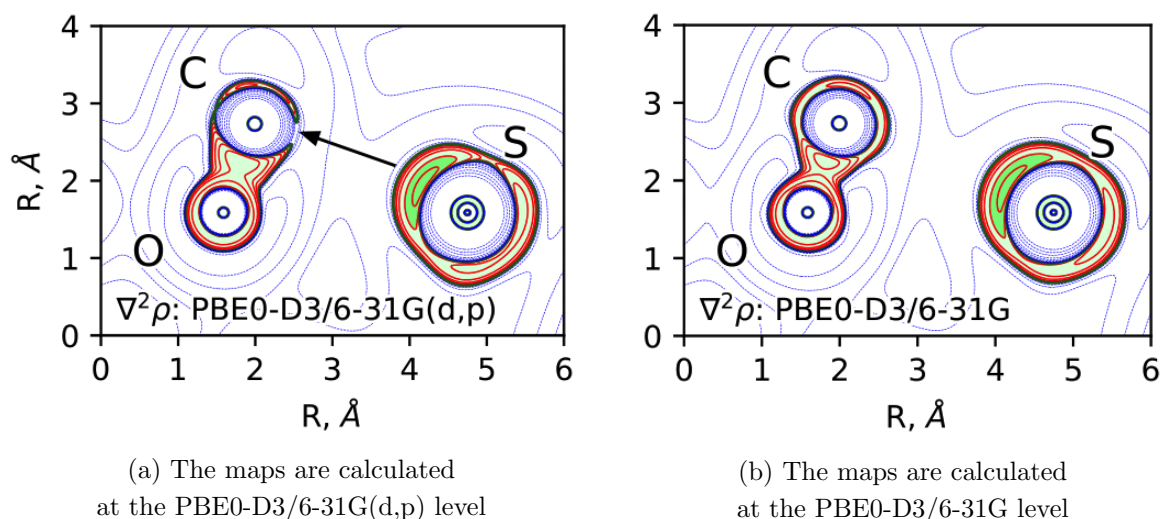 4
3
2
1
0
R, Å
C
S
O
∇²ρ: PBE0-D3/6-31G(d,p)
0 1 2 3 4 5 6
R, Å
(a) The maps are calculated
at the PBE0-D3/6-31G(d,p) level
4
3
2
1
0
R, Å
C
S
O
∇²ρ: PBE0-D3/6-31G
0 1 2 3 4 5 6
R, Å
(b) The maps are calculated
at the PBE0-D3/6-31G level